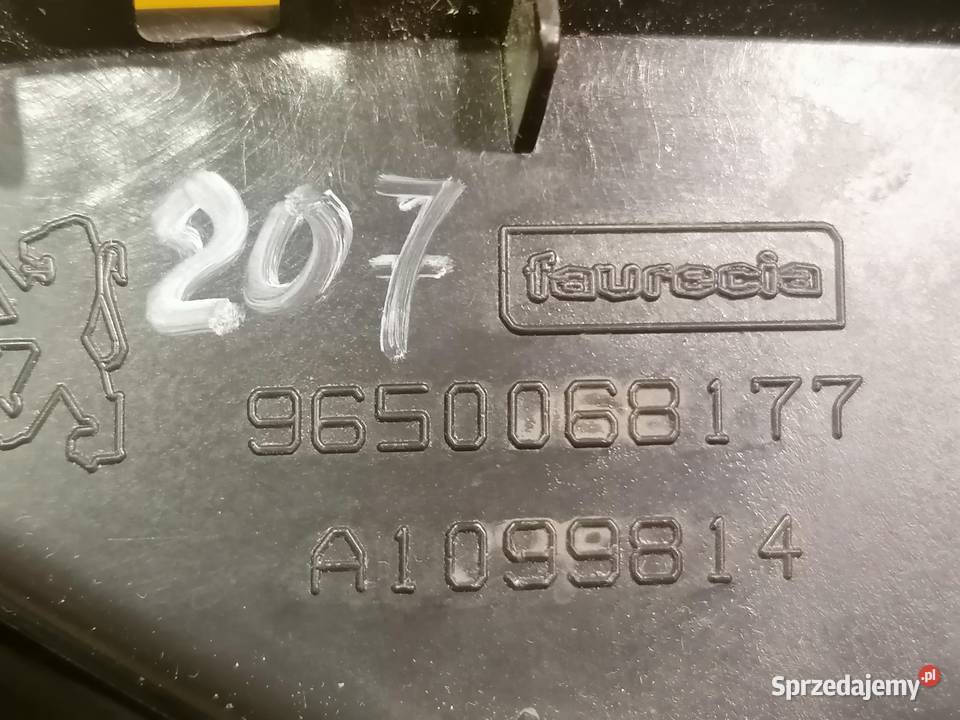 207
faurecia
9650068177
A1099814
Sprzedajemy.pl